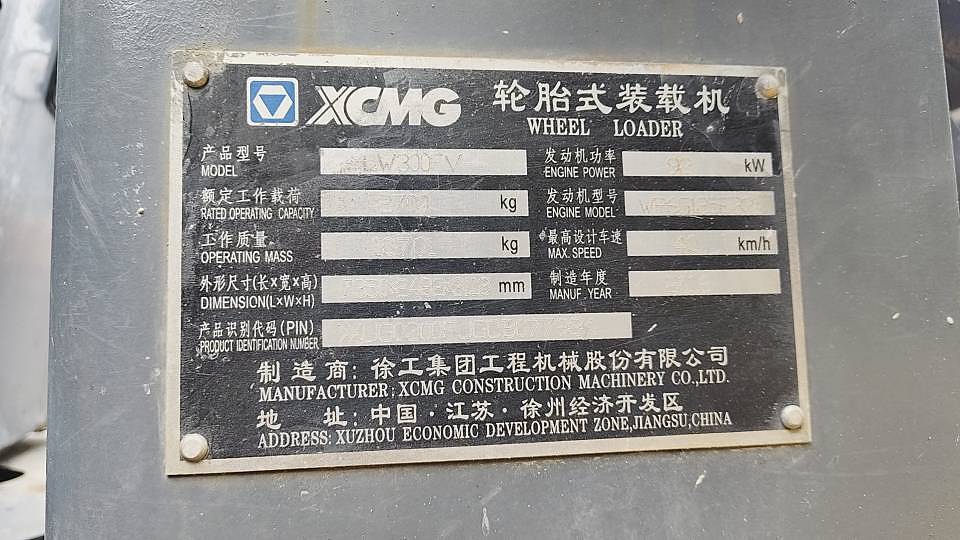 XCMG 轮胎式装载机
WHEEL LOADER
产品型号
MODEL
发动机功率 kW
ENGINE POWER
额定工作载荷 kg
RATED OPERATING CAPACITY
发动机型号
ENGINE MODEL
工作质量 kg
OPERATING MASS
最高设计车速 km/h
MAX. SPEED
外形尺寸(长×宽×高) mm
DIMENSION(L×W×H)
制造年度
MANUF. YEAR
产品识别代码(PIN)
PRODUCT IDENTIFICATION NUMBER
制造商:徐工集团工程机械股份有限公司
MANUFACTURER: XCMG CONSTRUCTION MACHINERY CO.,LTD.
地址:中国·江苏·徐州经济开发区
ADDRESS: XUZHOU ECONOMIC DEVELOPMENT ZONE,JIANGSU,CHINA